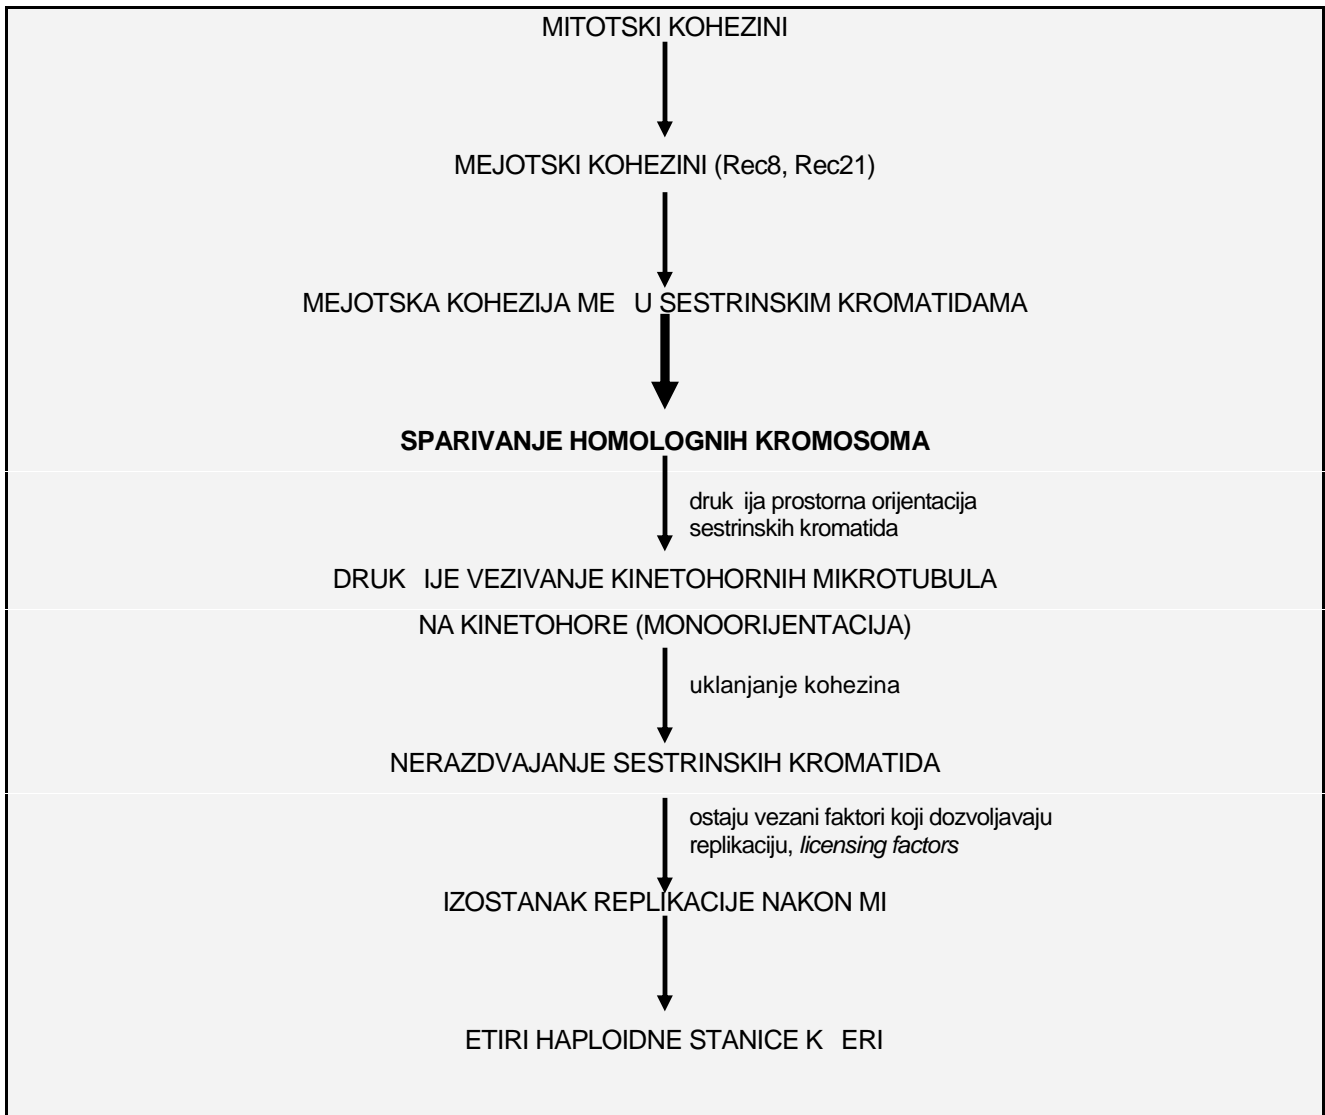 MITOTSKI KOHEZINI
MEJOTSKI KOHEZINI (Rec8, Rec21)
MEJOTSKA KOHEZIJA ME U SESTRINSKIM KROMATIDAMA
SPARIVANJE HOMOLOGNIH KROMOSOMA
druk ija prostorna orijentacija
sestrinskih kromatida
DRUK IJE VEZIVANJE KINETOHORNIH MIKROTUBULA
NA KINETOHORE (MONOORIJENTACIJA)
uklanjanje kohezina
NERAZDVAJANJE SESTRINSKIH KROMATIDA
ostaju vezani faktori koji dozvoljavaju
replikaciju, licensing factors
IZOSTANAK REPLIKACIJE NAKON MI
ETIRI HAPLOIDNE STANICE K ERI